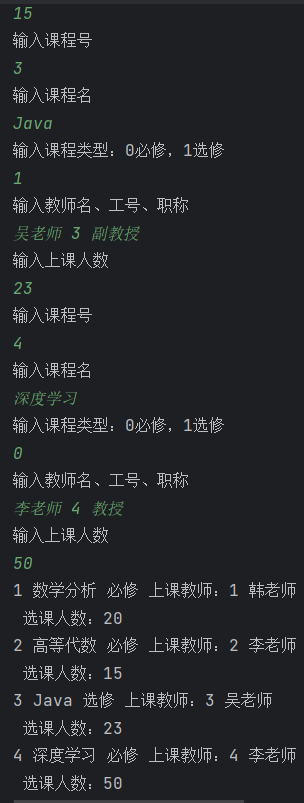 15
输入课程号
3
输入课程名
Java
输入课程类型：0必修，1选修
1
输入教师名、工号、职称
吴老师 3 副教授
输入上课人数
23
输入课程号
4
输入课程名
深度学习
输入课程类型：0必修，1选修
0
输入教师名、工号、职称
李老师 4 教授
输入上课人数
50
1 数学分析 必修 上课教师：1 韩老师
选课人数：20
2 高等代数 必修 上课教师：2 李老师
选课人数：15
3 Java 选修 上课教师：3 吴老师
选课人数：23
4 深度学习 必修 上课教师：4 李老师
选课人数：50